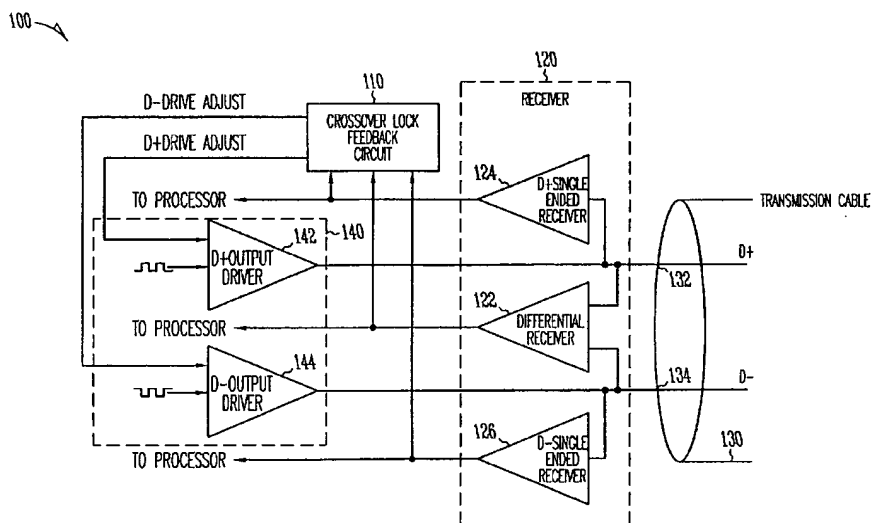 100
120
RECEIVER
110
CROSSOVER LOCK
FEEDBACK
CIRCUIT
D-DRIVE ADJUST
D+DRIVE ADJUST
124
D+SINGLE
ENDED
RECEIVER
TO PROCESSOR
TRANSMISSION CABLE
142
140
D+OUTPUT
DRIVER
D+
132
122
DIFFERENTIAL
RECEIVER
TO PROCESSOR
144
D-OUTPUT
DRIVER
134
D-
126
D-SINGLE
ENDED
RECEIVER
TO PROCESSOR
130